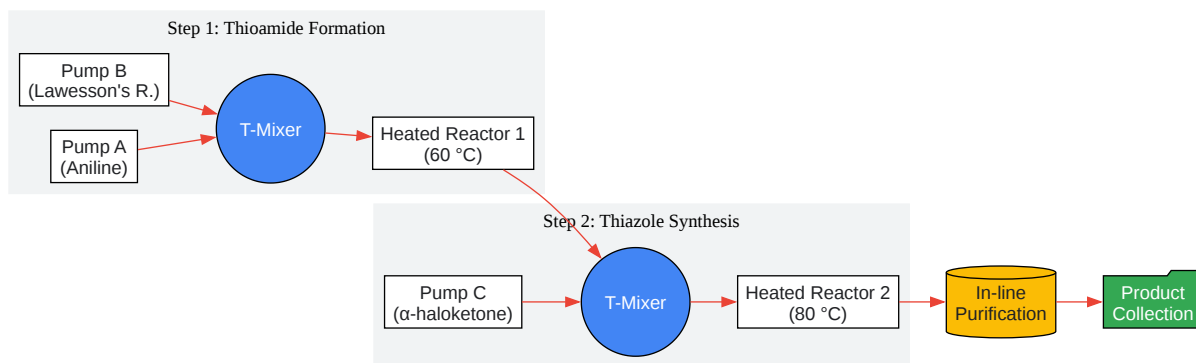 Step 1: Thioamide Formation
Pump B
(Lawesson's R.)
T-Mixer
Pump A
(Aniline)
Heated Reactor 1
(60 °C)
Step 2: Thiazole Synthesis
Pump C
(α-haloketone)
T-Mixer
Heated Reactor 2
(80 °C)
In-line
Purification
Product
Collection